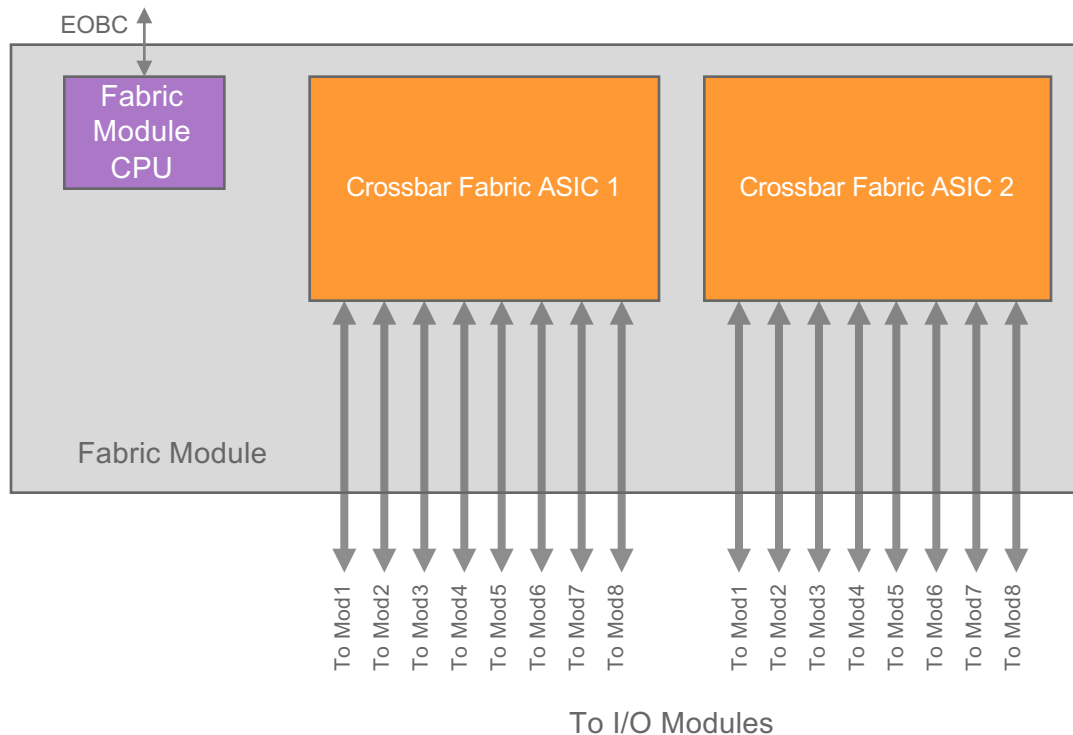 EOBC
Fabric
Module
CPU
Crossbar Fabric ASIC 1
Crossbar Fabric ASIC 2
Fabric Module
To Mod1
To Mod2
To Mod3
To Mod4
To Mod5
To Mod6
To Mod7
To Mod8
To Mod1
To Mod2
To Mod3
To Mod4
To Mod5
To Mod6
To Mod7
To Mod8
To I/O Modules